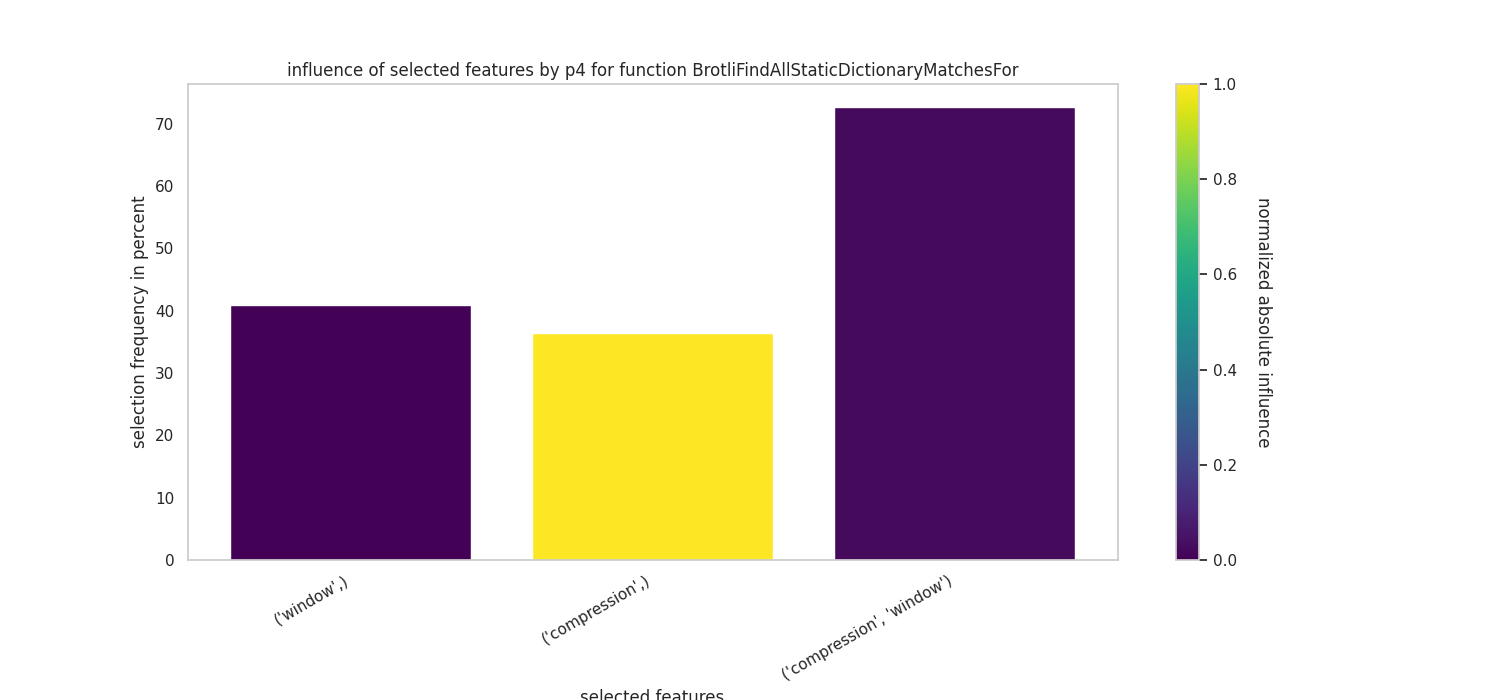 influence of selected features by p4 for function BrotliFindAllStaticDictionaryMatchesFor
selection frequency in percent
70
60
50
40
30
20
10
0
('window',)
('compression',)
('compression', 'window')
selected features
1.0
0.8
0.6
0.4
0.2
0.0
normalized absolute influence